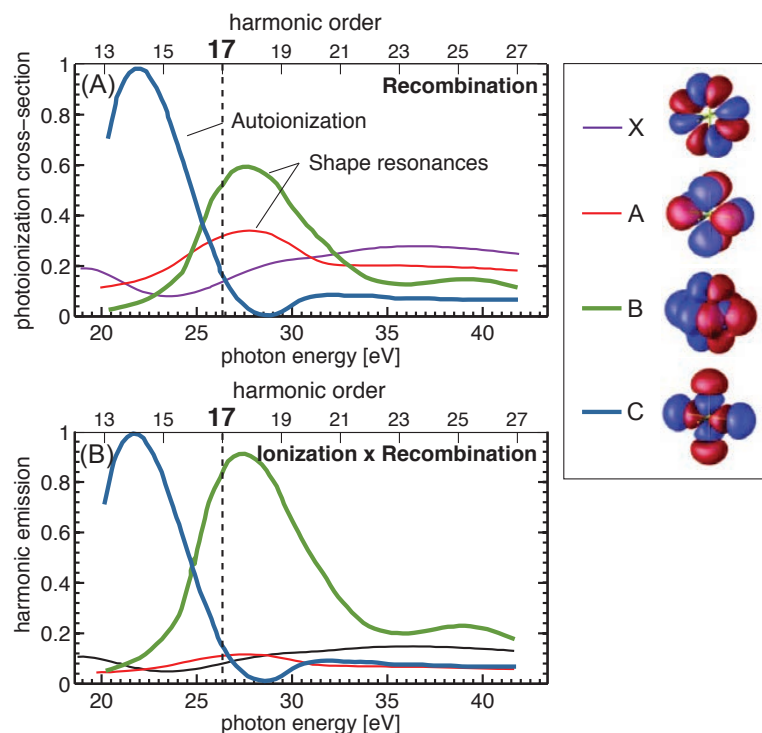 harmonic order
13 15 17 19 21 23 25 27
(A) Recombination
1
0.8
0.6
0.4
0.2
0
Autoionization
Shape resonances
photoionization cross–section
20 25 30 35 40
photon energy [eV]
harmonic order
13 15 17 19 21 23 25 27
(B) Ionization x Recombination
1
0.8
0.6
0.4
0.2
0
harmonic emission
20 25 30 35 40
photon energy [eV]
X
A
B
C